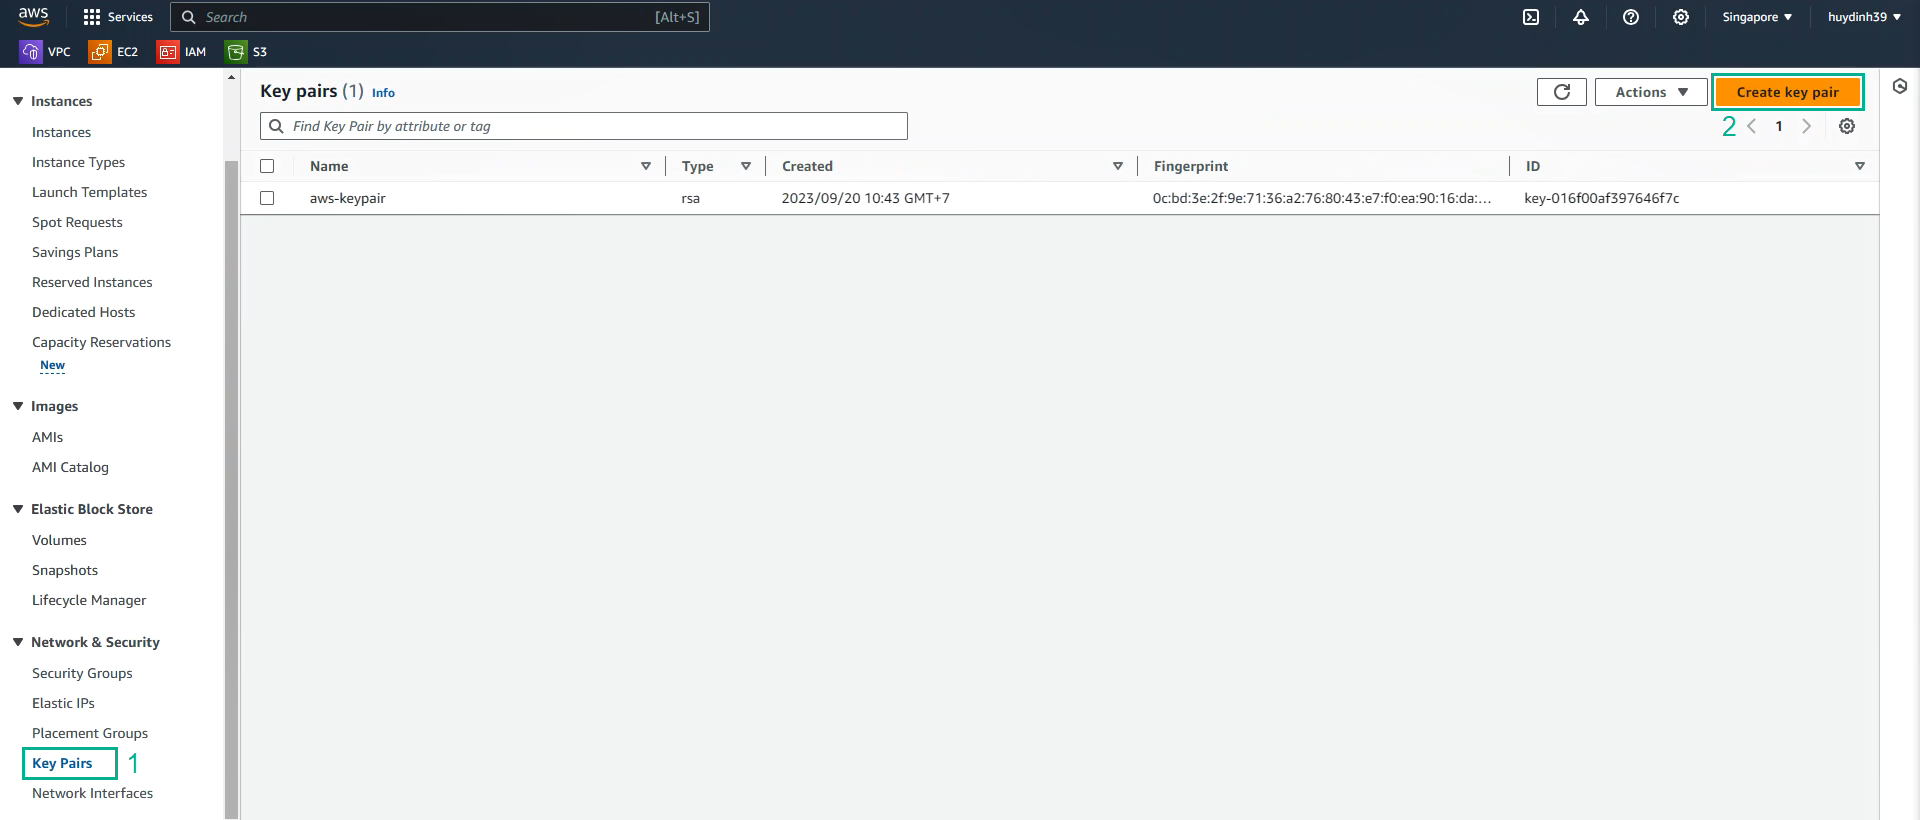 aws Services Search [Alt+S] Singapore huydinh39
VPC EC2 IAM S3
Instances
Instances
Instance Types
Launch Templates
Spot Requests
Savings Plans
Reserved Instances
Dedicated Hosts
Capacity Reservations
New
Images
AMIs
AMI Catalog
Elastic Block Store
Volumes
Snapshots
Lifecycle Manager
Network & Security
Security Groups
Elastic IPs
Placement Groups
Key Pairs 1
Network Interfaces
Key pairs (1) Info Actions Create key pair
Find Key Pair by attribute or tag 2 1
Name Type Created Fingerprint ID
aws-keypair rsa 2023/09/20 10:43 GMT+7 0c:bd:3e:2f:9e:71:36:a2:76:80:43:e7:f0:ea:90:16:da:... key-016f00af397646f7c